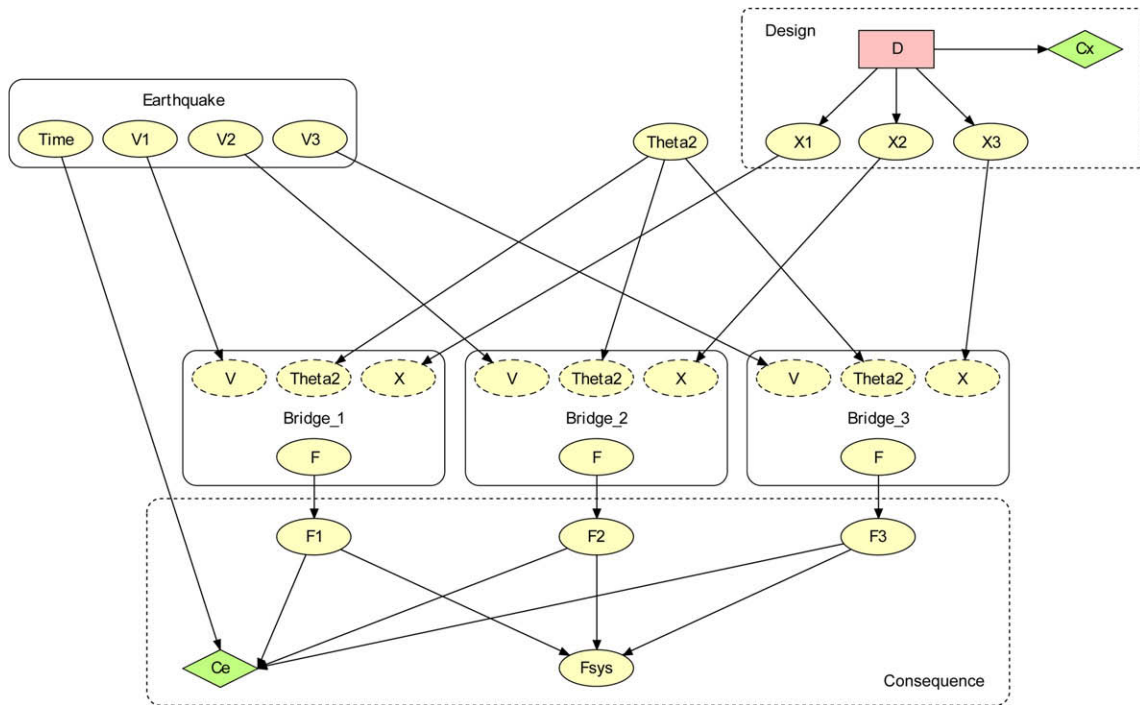 Design
D
Cx
Earthquake
Time V1 V2 V3
Theta2
X1 X2 X3
V Theta2 X
V Theta2 X
V Theta2 X
Bridge_1
Bridge_2
Bridge_3
F
F
F
F1
F2
F3
Ce
Fsys
Consequence